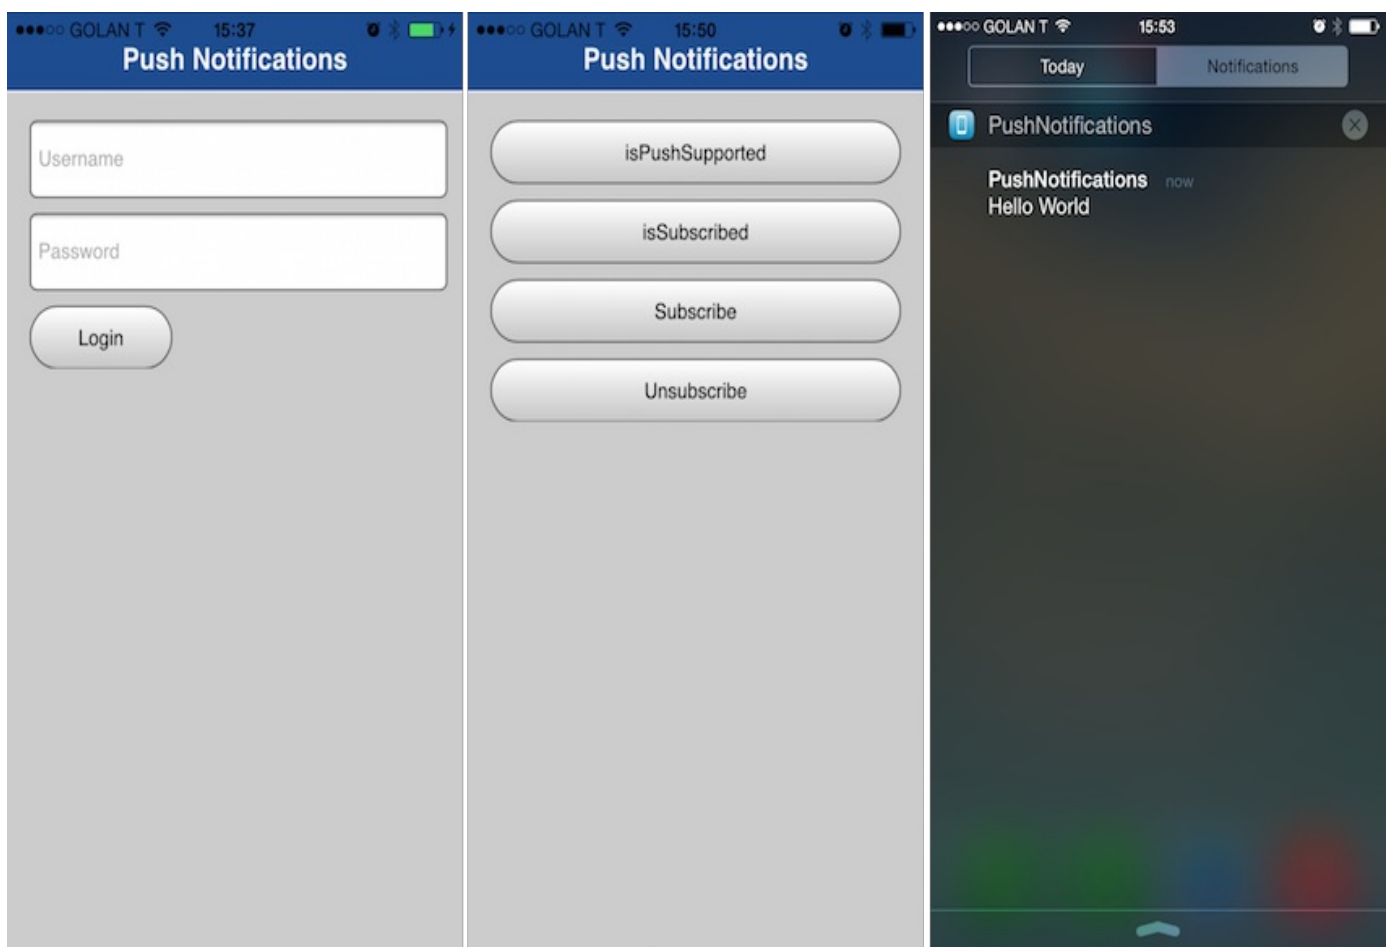 GOLAN T 15:37
Push Notifications
Username
Password
Login
GOLAN T 15:50
Push Notifications
isPushSupported
isSubscribed
Subscribe
Unsubscribe
GOLAN T 15:53
Today Notifications
PushNotifications
PushNotifications now
Hello World